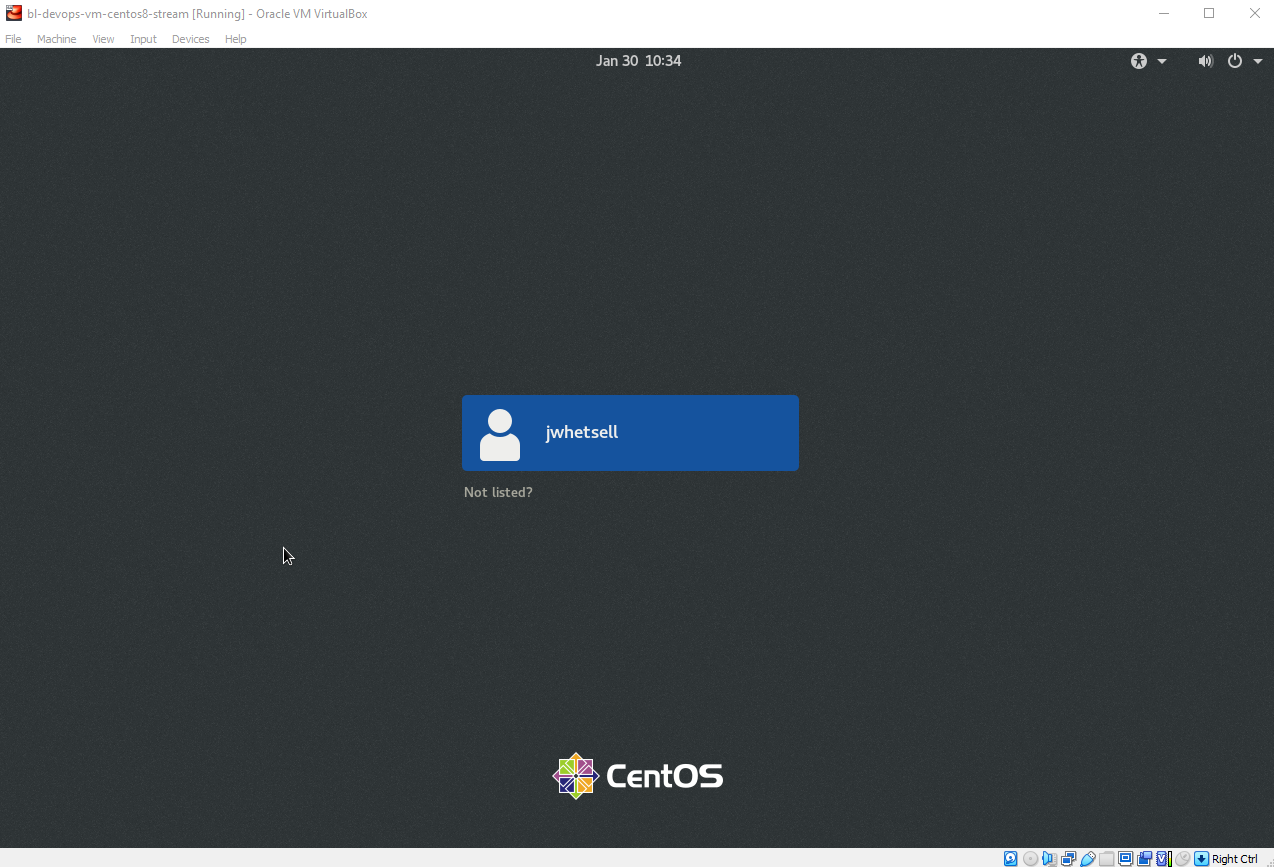 bl-devops-vm-centos8-stream [Running] - Oracle VM VirtualBox
File Machine View Input Devices Help
Jan 30 10:34
jwhetsell
Not listed?
CentOS
Right Ctrl